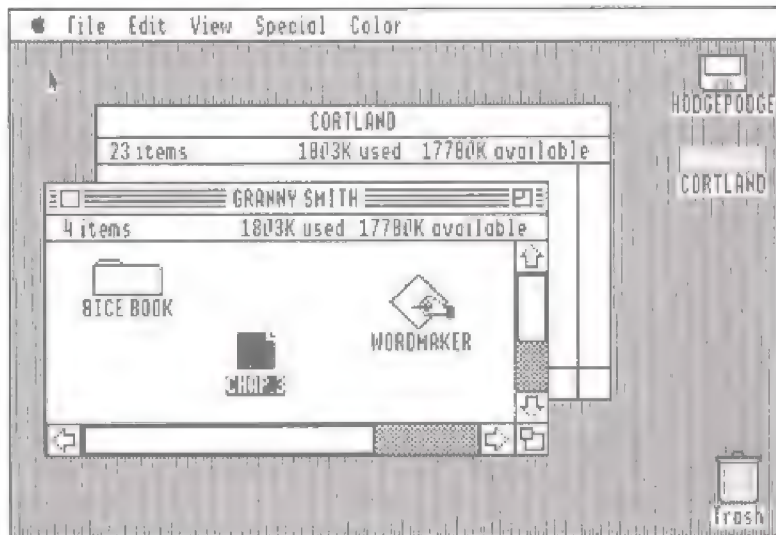 File Edit View Special Color
HODGEPODGE
CORTLAND
23 items 1803K used 17780K available
CORTLAND
GRANNY SMITH
4 items 1803K used 17780K available
BICE BOOK
WORDMAKER
CHAP.3
Trash